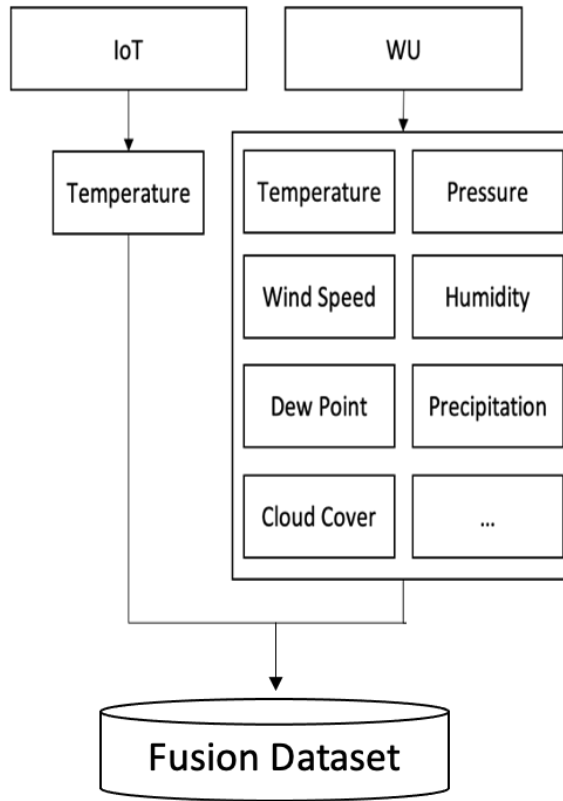 IoT
WU
Temperature
Temperature
Pressure
Wind Speed
Humidity
Dew Point
Precipitation
Cloud Cover
...
Fusion Dataset